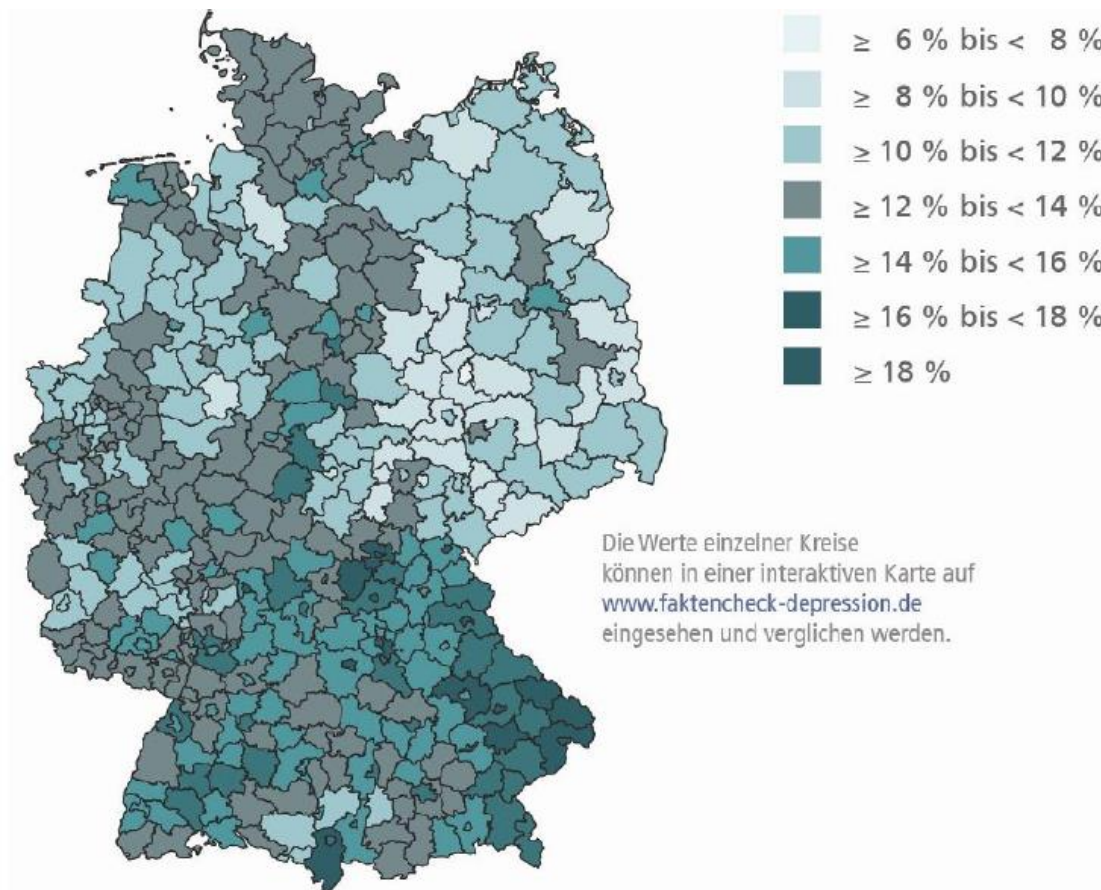 ≥ 6 % bis < 8 %
≥ 8 % bis < 10 %
≥ 10 % bis < 12 %
≥ 12 % bis < 14 %
≥ 14 % bis < 16 %
≥ 16 % bis < 18 %
≥ 18 %
Die Werte einzelner Kreise
können in einer interaktiven Karte auf
www.faktencheck-depression.de
eingesehen und verglichen werden.